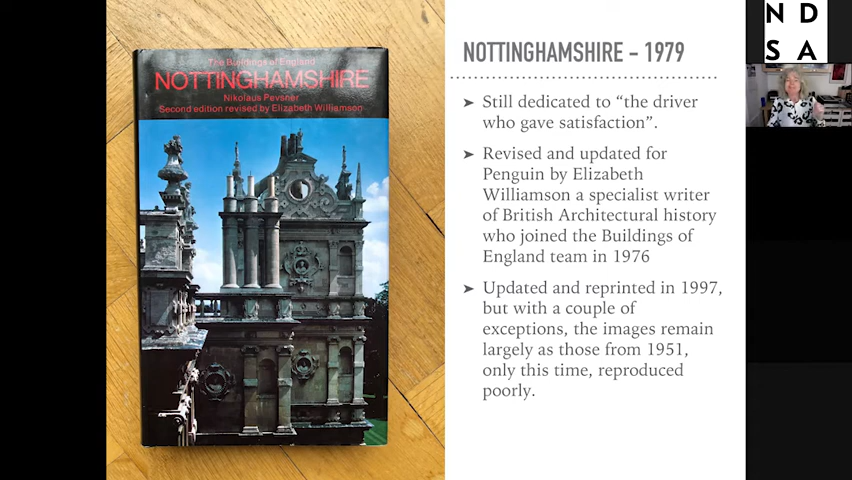 The Buildings of England
NOTTINGHAMSHIRE
Nikolaus Pevsner
Second edition revised by Elizabeth Williamson
NOTTINGHAMSHIRE - 1979
➤ Still dedicated to “the driver
who gave satisfaction”.
➤ Revised and updated for
Penguin by Elizabeth
Williamson a specialist writer
of British Architectural history
who joined the Buildings of
England team in 1976
➤ Updated and reprinted in 1997,
but with a couple of
exceptions, the images remain
largely as those from 1951,
only this time, reproduced
poorly.
N D
S A